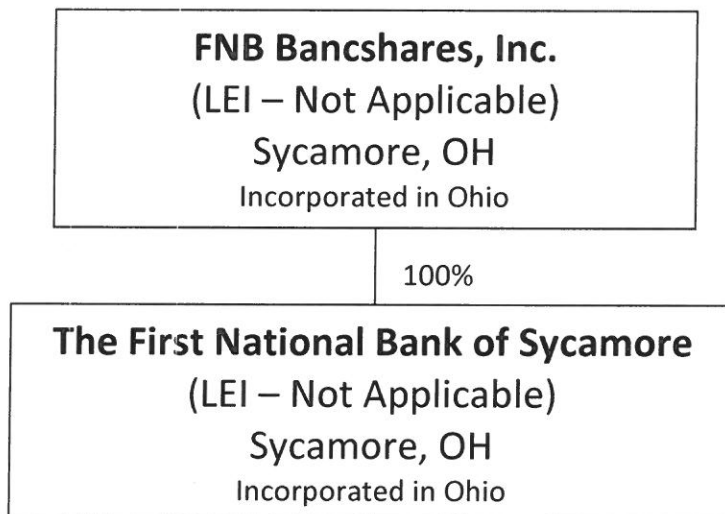 FNB Bancshares, Inc.
(LEI – Not Applicable)
Sycamore, OH
Incorporated in Ohio
100%
The First National Bank of Sycamore
(LEI – Not Applicable)
Sycamore, OH
Incorporated in Ohio